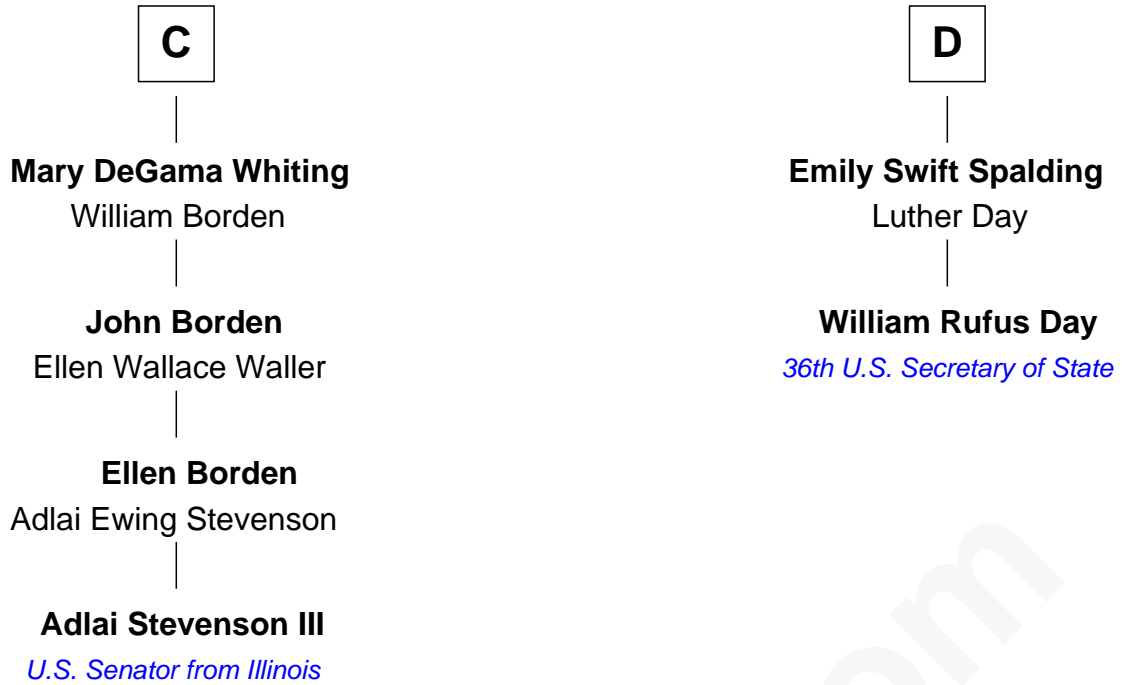 C
Mary DeGama Whiting
William Borden
John Borden
Ellen Wallace Waller
Ellen Borden
Adlai Ewing Stevenson
Adlai Stevenson III
U.S. Senator from Illinois
D
Emily Swift Spalding
Luther Day
William Rufus Day
36th U.S. Secretary of State
om